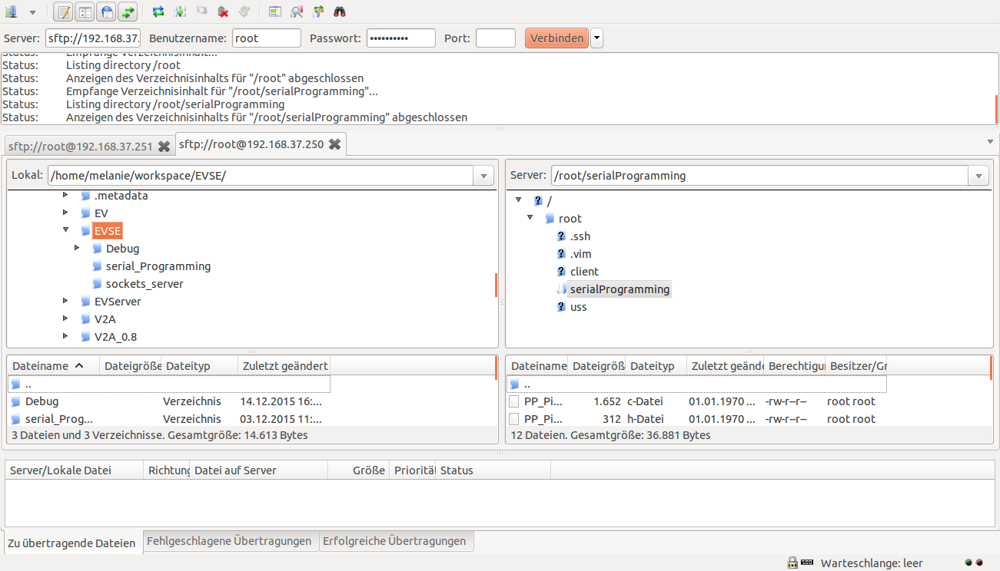 Server: sftp://192.168.37. Benutzername: root Passwort: •••••••••• Port: Verbinden
Status: Empfange Verzeichnisinhalt...
Status: Listing directory /root
Status: Anzeigen des Verzeichnisinhalts für "/root" abgeschlossen
Status: Empfange Verzeichnisinhalt für "/root/serialProgramming"...
Status: Listing directory /root/serialProgramming
Status: Anzeigen des Verzeichnisinhalts für "/root/serialProgramming" abgeschlossen
sftp://root@192.168.37.251 sftp://root@192.168.37.250
Lokal: /home/melanie/workspace/EVSE/
.metadata
EV
EVSE
Debug
serial_Programming
sockets_server
EVServer
V2A
V2A_0.8
Dateiname Dateigröße Dateityp Zuletzt geändert
..
Debug Verzeichnis 14.12.2015 16:...
serial_Prog... Verzeichnis 03.12.2015 11:...
3 Dateien und 3 Verzeichnisse. Gesamtgröße: 14.613 Bytes
Server: /root/serialProgramming
/
root
.ssh
.vim
client
serialProgramming
uss
Dateiname Dateigröß Dateityp Zuletzt geände Berechtigu Besitzer/Gr
..
PP_Pi... 1.652 c-Datei 01.01.1970 ... -rw-r--r-- root root
PP_Pi... 312 h-Datei 01.01.1970 ... -rw-r--r-- root root
12 Dateien. Gesamtgröße: 36.881 Bytes
Server/Lokale Datei Richtung Datei auf Server Größe Priorität Status
Zu übertragende Dateien Fehlgeschlagene Übertragungen Erfolgreiche Übertragungen
Warteschlange: leer